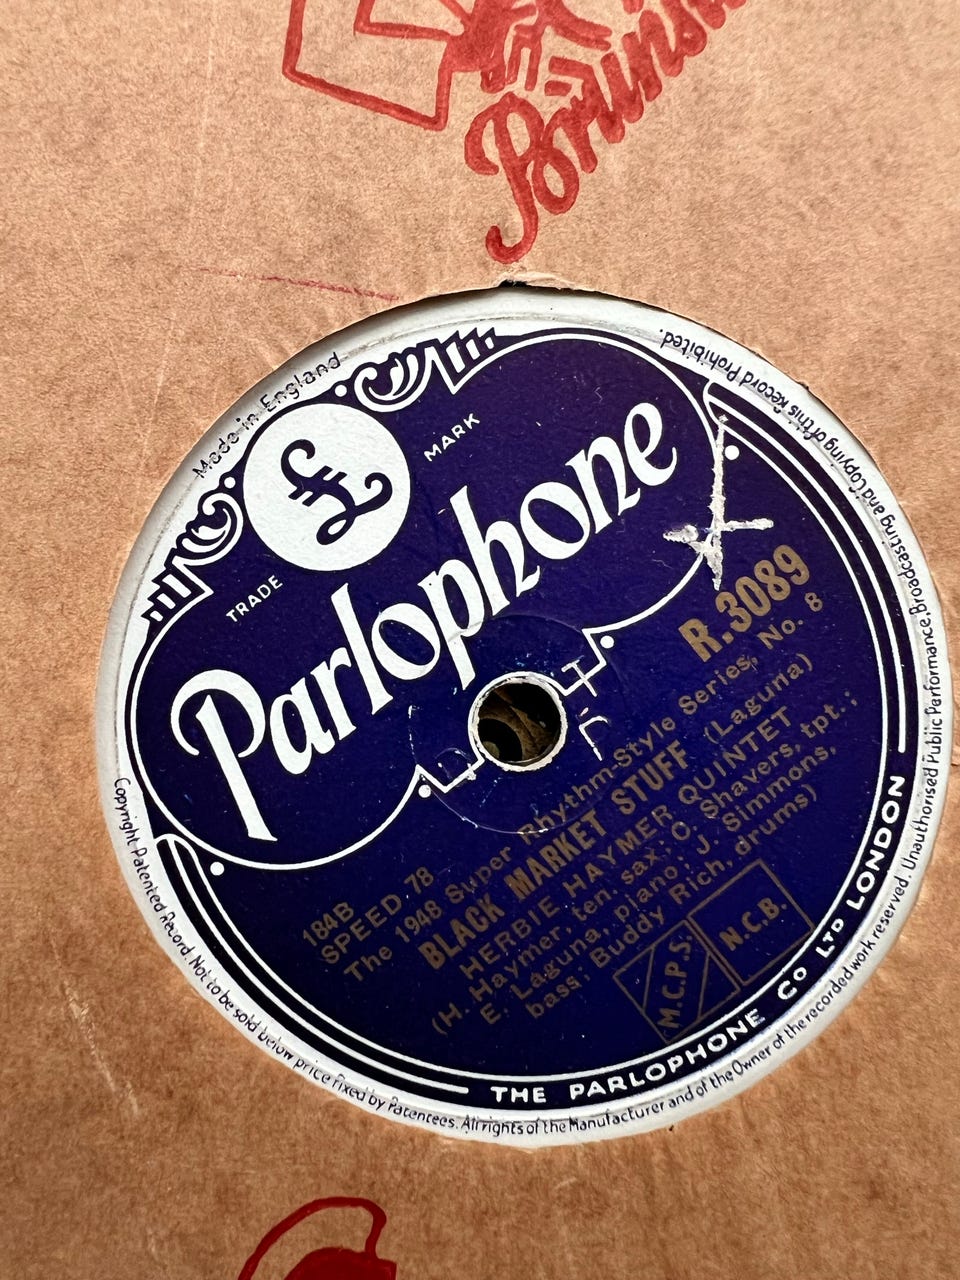 Made in England
TRADE
MARK
£
Parlophone
R.3089
184B
SPEED 78
The 1948 Super Rhythm-Style Series, No. 8
BLACK MARKET STUFF (Laguna)
HERBIE HAYMER QUINTET
(H. Haymer, ten. sax.; C. Shavers, tpt.;
E. Laguna, piano; J. Simmons,
bass; Buddy Rich, drums)
M.C.P.S.
N.C.B.
THE PARLOPHONE CO LTD LONDON
Copyright Patented Record. Not to be sold below price fixed by Patentees. All rights of the Manufacturer and of the Owner of the recorded work reserved. Unauthorised Public Performance, Broadcasting and Copying of this Record Prohibited.